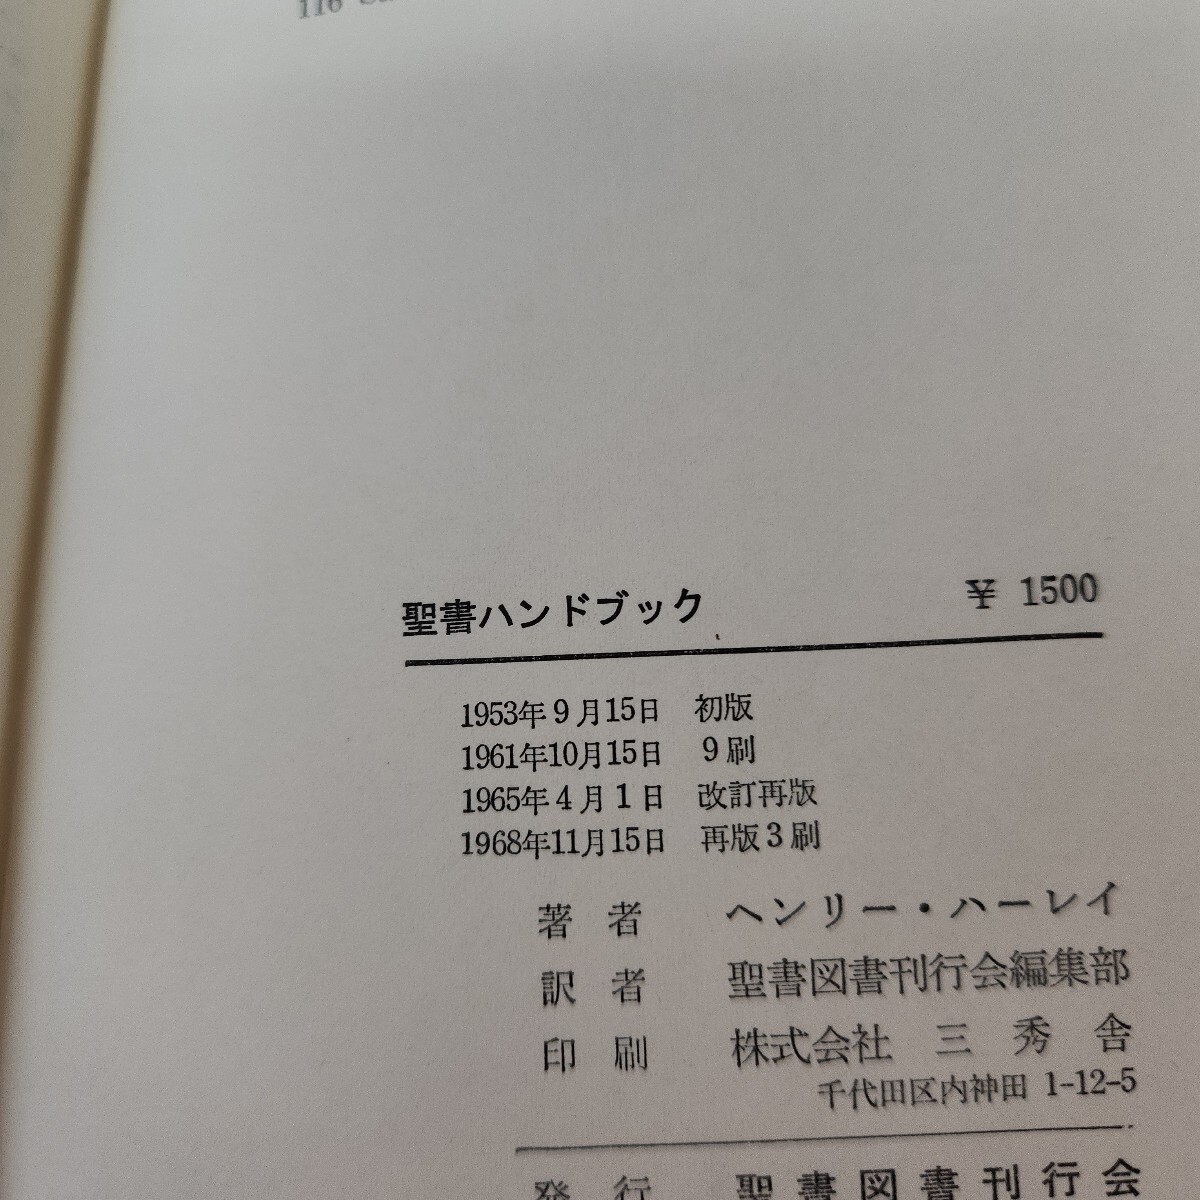 116
聖書ハンドブック ¥ 1500
1953年9月15日 初版
1961年10月15日 9刷
1965年4月1日 改訂再版
1968年11月15日 再版3刷
著者 ヘンリー・ハーレイ
訳者 聖書図書刊行会編集部
印刷 株式会社 三秀舎
千代田区内神田 1-12-5
発行 聖書図書刊行会